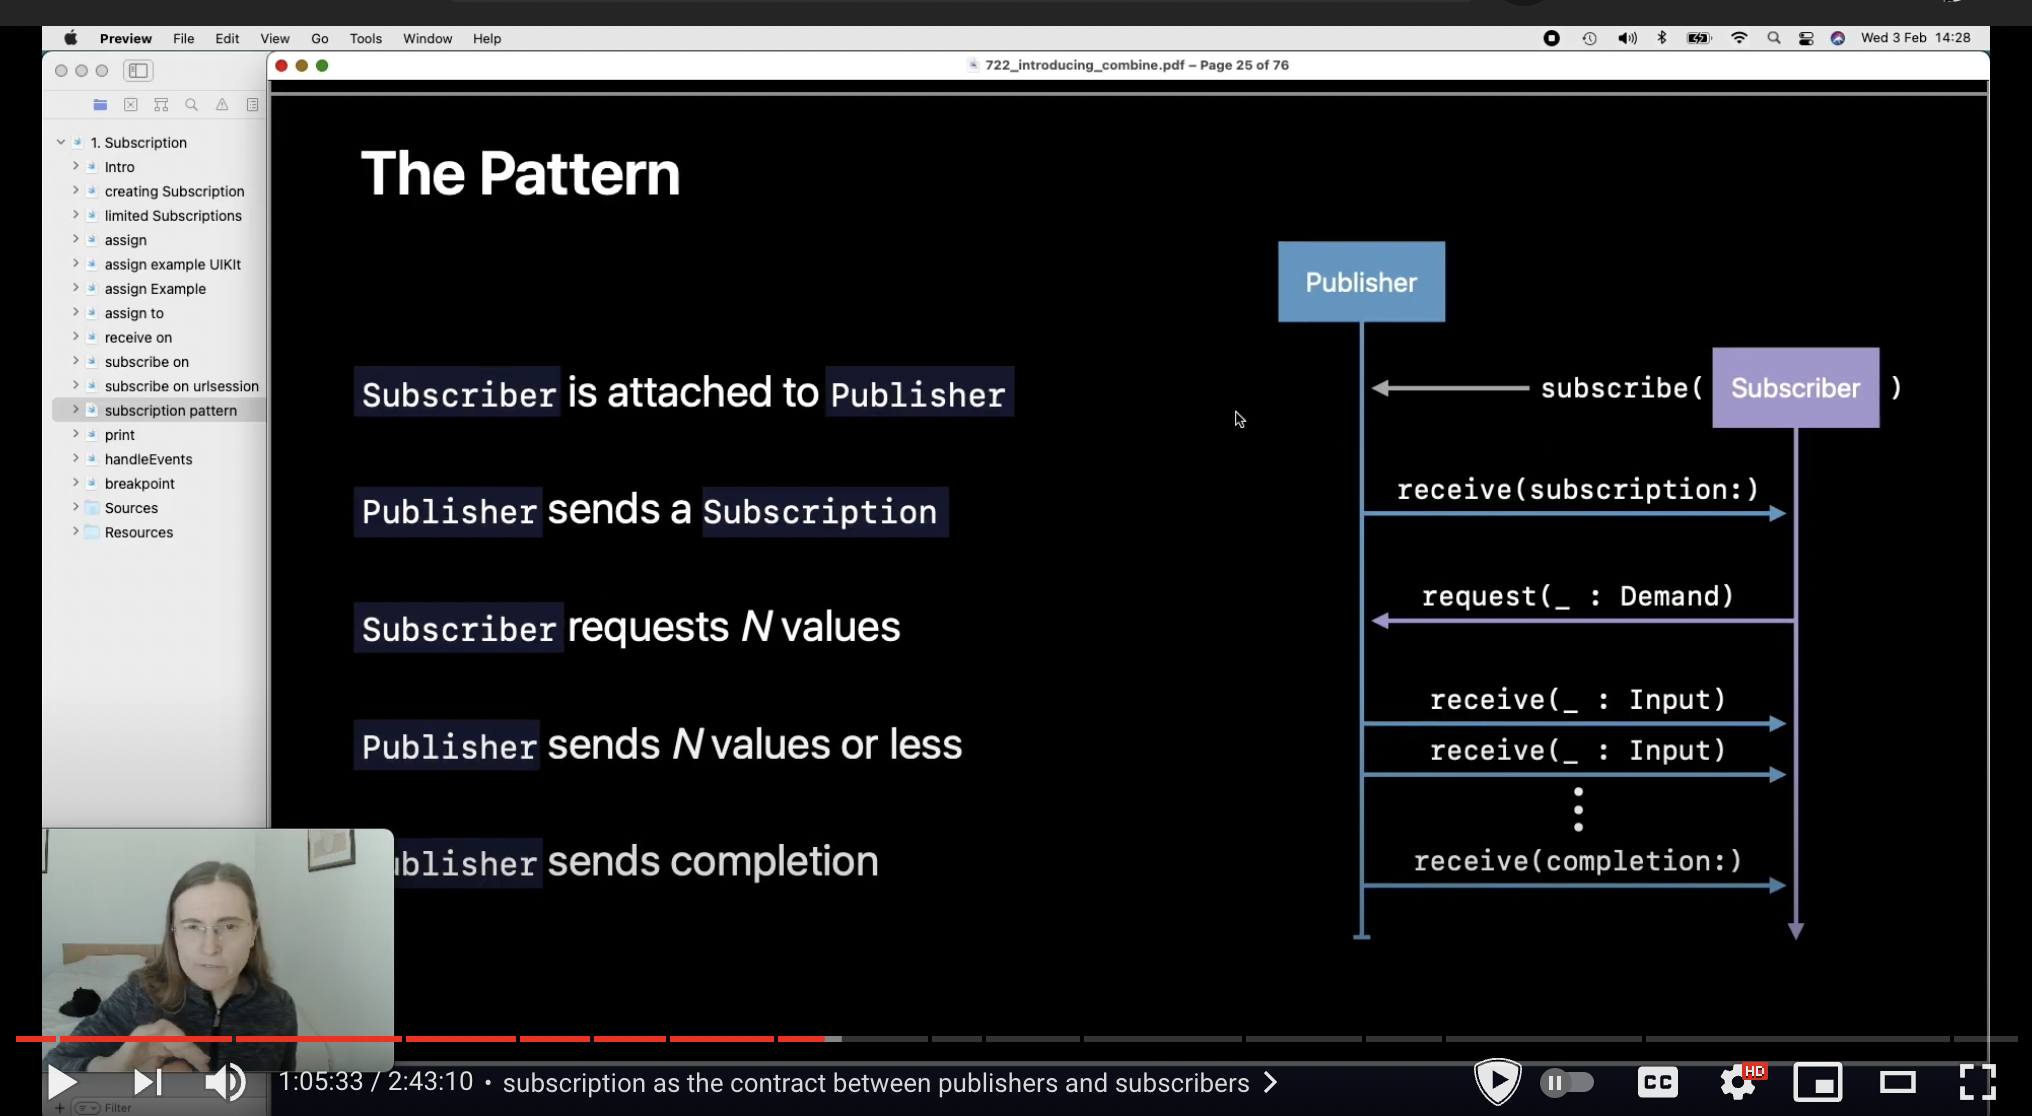 Preview File Edit View Go Tools Window Help Wed 3 Feb 14:28
722_introducing_combine.pdf – Page 25 of 76
1. Subscription
Intro
creating Subscription
limited Subscriptions
assign
assign example UIKIt
assign Example
assign to
receive on
subscribe on
subscribe on urlsession
subscription pattern
print
handleEvents
breakpoint
Sources
Resources
The Pattern
Subscriber is attached to Publisher
Publisher sends a Subscription
Subscriber requests N values
Publisher sends N values or less
ublisher sends completion
Publisher
subscribe( Subscriber )
receive(subscription:)
request(_ : Demand)
receive(_ : Input)
receive(_ : Input)
receive(completion:)
1:05:33 / 2:43:10 • subscription as the contract between publishers and subscribers
CC
HD
Filter